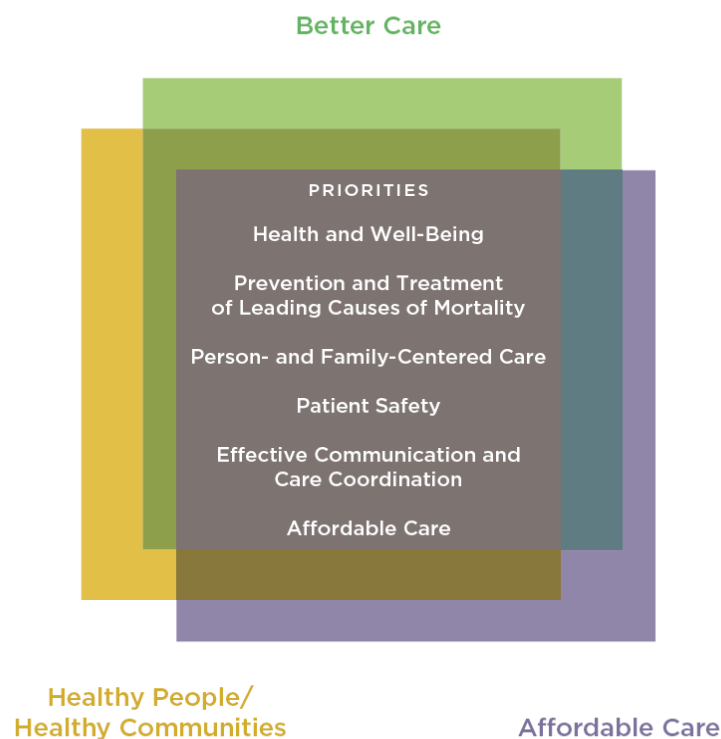 Better Care
PRIORITIES
Health and Well-Being
Prevention and Treatment
of Leading Causes of Mortality
Person- and Family-Centered Care
Patient Safety
Effective Communication and
Care Coordination
Affordable Care
Healthy People/
Healthy Communities
Affordable Care